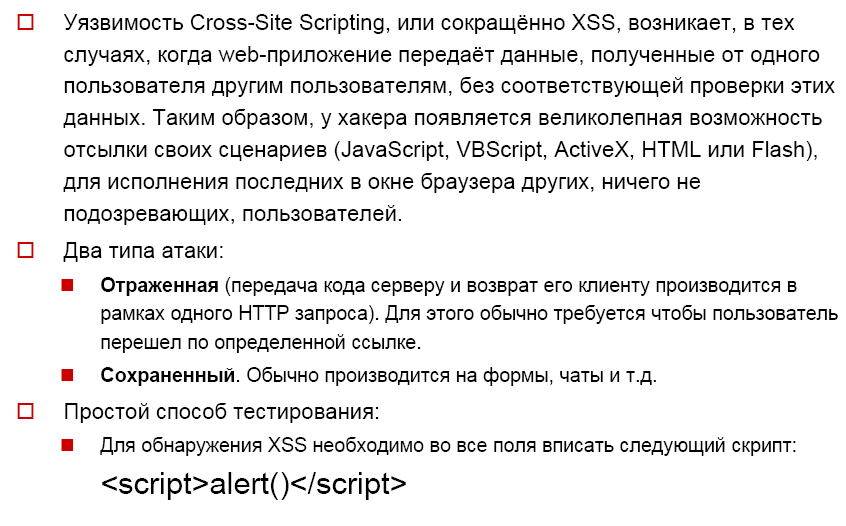 Уязвимость Cross-Site Scripting, или сокращённо XSS, возникает, в тех
случаях, когда web-приложение передаёт данные, полученные от одного
пользователя другим пользователям, без соответствующей проверки этих
данных. Таким образом, у хакера появляется великолепная возможность
отсылки своих сценариев (JavaScript, VBScript, ActiveX, HTML или Flash),
для исполнения последних в окне браузера других, ничего не
подозревающих, пользователей.
Два типа атаки:
Отраженная (передача кода серверу и возврат его клиенту производится в
рамках одного HTTP запроса). Для этого обычно требуется чтобы пользователь
перешел по определенной ссылке.
Сохраненный. Обычно производится на формы, чаты и т.д.
Простой способ тестирования:
Для обнаружения XSS необходимо во все поля вписать следующий скрипт:
<script>alert()</script>